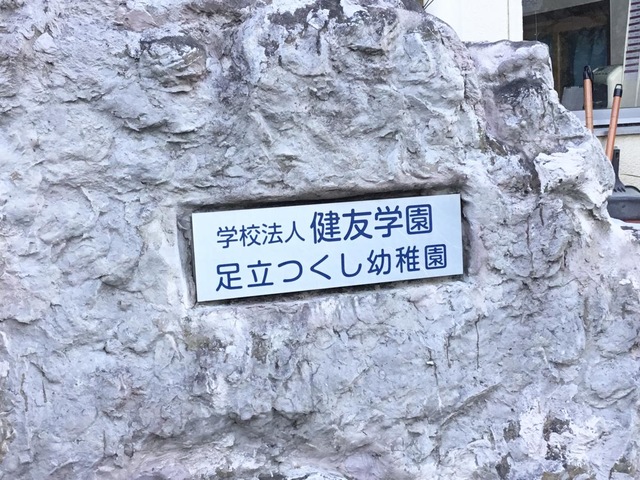 学校法人 健友学園
足立つくし幼稚園